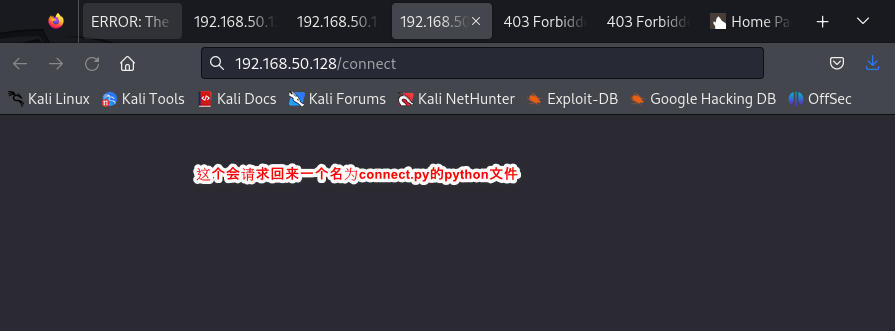 ERROR: The
192.168.50.1
192.168.50.1
192.168.50
403 Forbidd
403 Forbidd
Home Pa
192.168.50.128/connect
Kali Linux
Kali Tools
Kali Docs
Kali Forums
Kali NetHunter
Exploit-DB
Google Hacking DB
OffSec
这个会请求回来一个名为connect.py的python文件